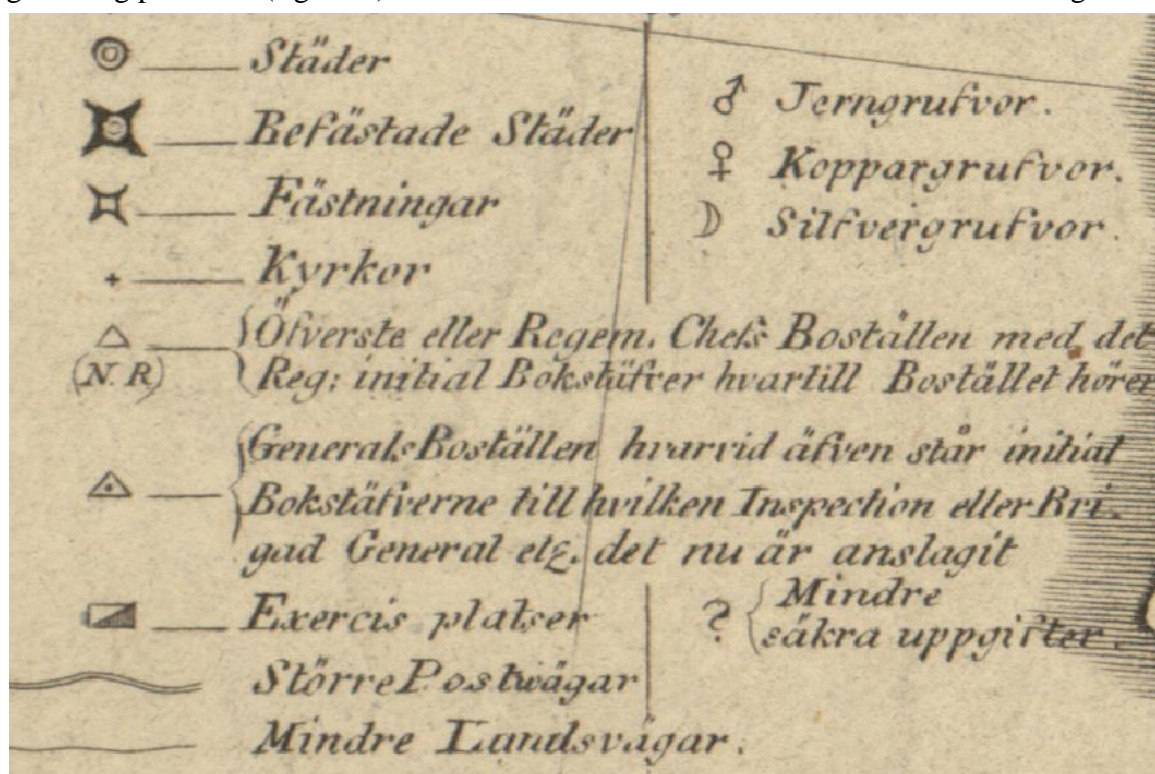 Städer
Befästade Städer
Fästningar
Kyrkor
(N. R)
Öfverste eller Regem. Chefs Boställen med det
Reg: initial Bokstäfver hvartill Bostället hörer
Generals Boställen hvarvid äfven står initial
Bokstäfverne till hvilken Inspection eller Bri-
gad General etc. det nu är anslagit
Exercis platser
Större Postwägar
Mindre Landsvägar.
♂ Jerngrufvor.
♀ Koppargrufvor.
☽ Silfvergrufvor.
? Mindre
säkra uppgifter.